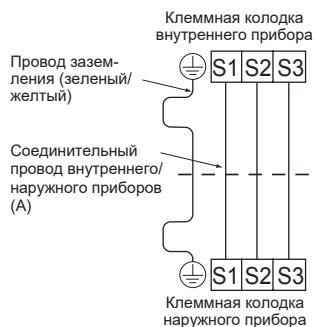 Клеммная колодка
внутреннего прибора
S1 S2 S3
Провод зазем-
ления (зеленый/
желтый)
Соединительный
провод внутреннего/
наружного приборов
(A)
S1 S2 S3
Клеммная колодка
наружного прибора